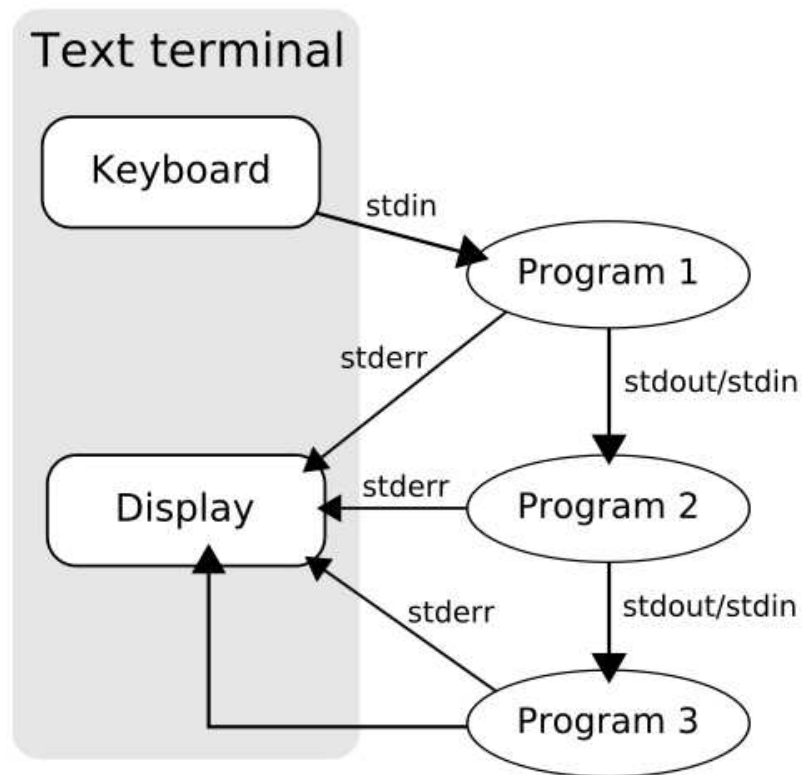 Text terminal
Keyboard
stdin
Program 1
stderr
stdout/stdin
Display
stderr
Program 2
stderr
stdout/stdin
Program 3